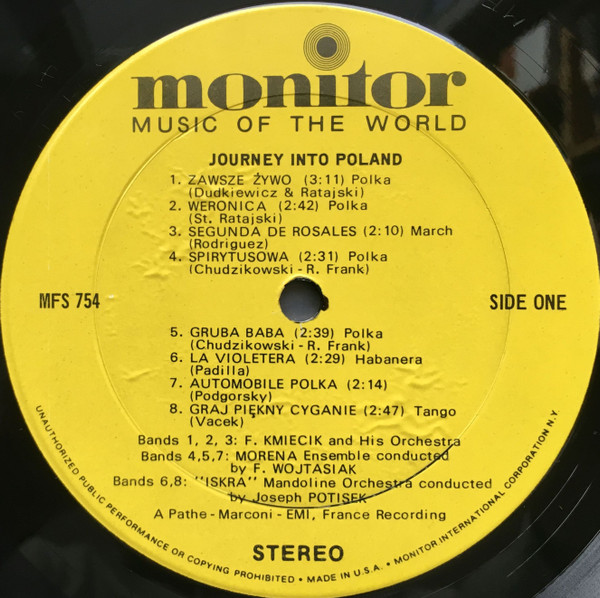 monitor
MUSIC OF THE WORLD
JOURNEY INTO POLAND
1. ZAWSZE ŻYWO (3:11) Polka
(Dudkiewicz & Ratajski)
2. WERONICA (2:42) Polka
(St. Ratajski)
3. SEGUNDA DE ROSALES (2:10) March
(Rodriguez)
4. SPIRYTUSOWA (2:31) Polka
(Chudzikowski - R. Frank)
MFS 754
SIDE ONE
5. GRUBA BABA (2:39) Polka
(Chudzikowski - R. Frank)
6. LA VIOLETERA (2:29) Habanera
(Padilla)
7. AUTOMOBILE POLKA (2:14)
(Podgorsky)
8. GRAJ PIĘKNY CYGANIE (2:47) Tango
(Vacek)
Bands 1, 2, 3: F. KMIECIK and His Orchestra
Bands 4,5,7: MORENA Ensemble conducted
by F. WOJTASIAK
Bands 6,8: "ISKRA" Mandoline Orchestra conducted
by Joseph POTISEK
A Pathe - Marconi - EMI, France Recording
STEREO
UNAUTHORIZED PUBLIC PERFORMANCE OR COPYING PROHIBITED • MADE IN U.S.A. • MONITOR INTERNATIONAL CORPORATION N.Y.